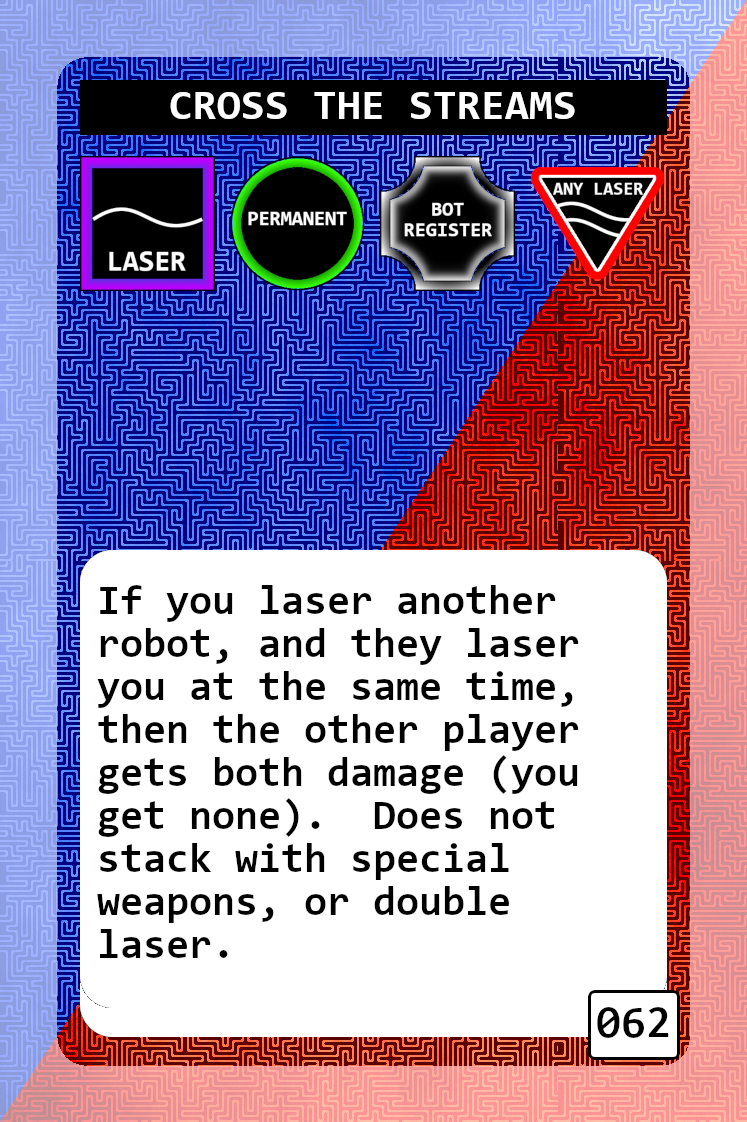 CROSS THE STREAMS
LASER
PERMANENT
BOT
REGISTER
ANY LASER
If you laser another
robot, and they laser
you at the same time,
then the other player
gets both damage (you
get none).  Does not
stack with special
weapons, or double
laser.
062